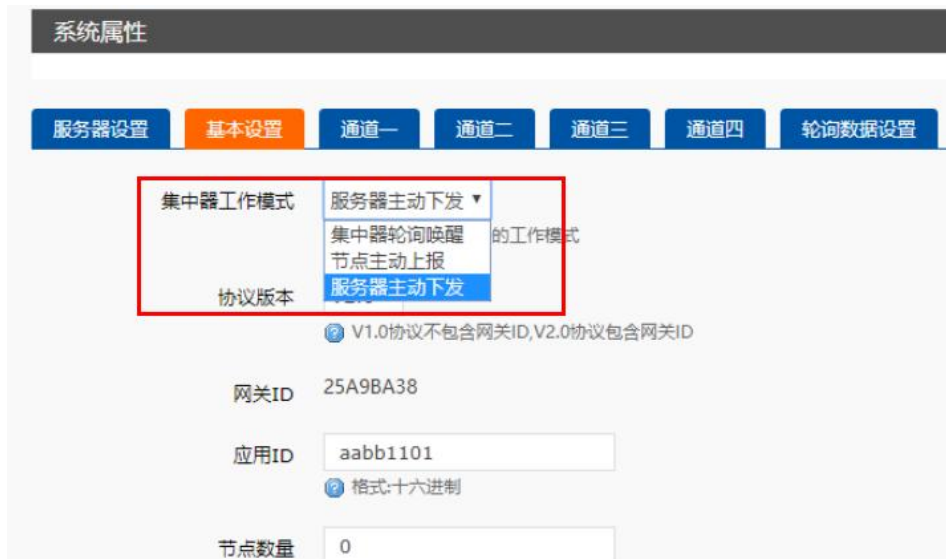 系统属性
服务器设置 基本设置 通道一 通道二 通道三 通道四 轮询数据设置
集中器工作模式 服务器主动下发
集中器轮询唤醒 的工作模式
节点主动上报
服务器主动下发
协议版本
V1.0协议不包含网关ID,V2.0协议包含网关ID
网关ID 25A9BA38
应用ID aabb1101
格式:十六进制
节点数量 0